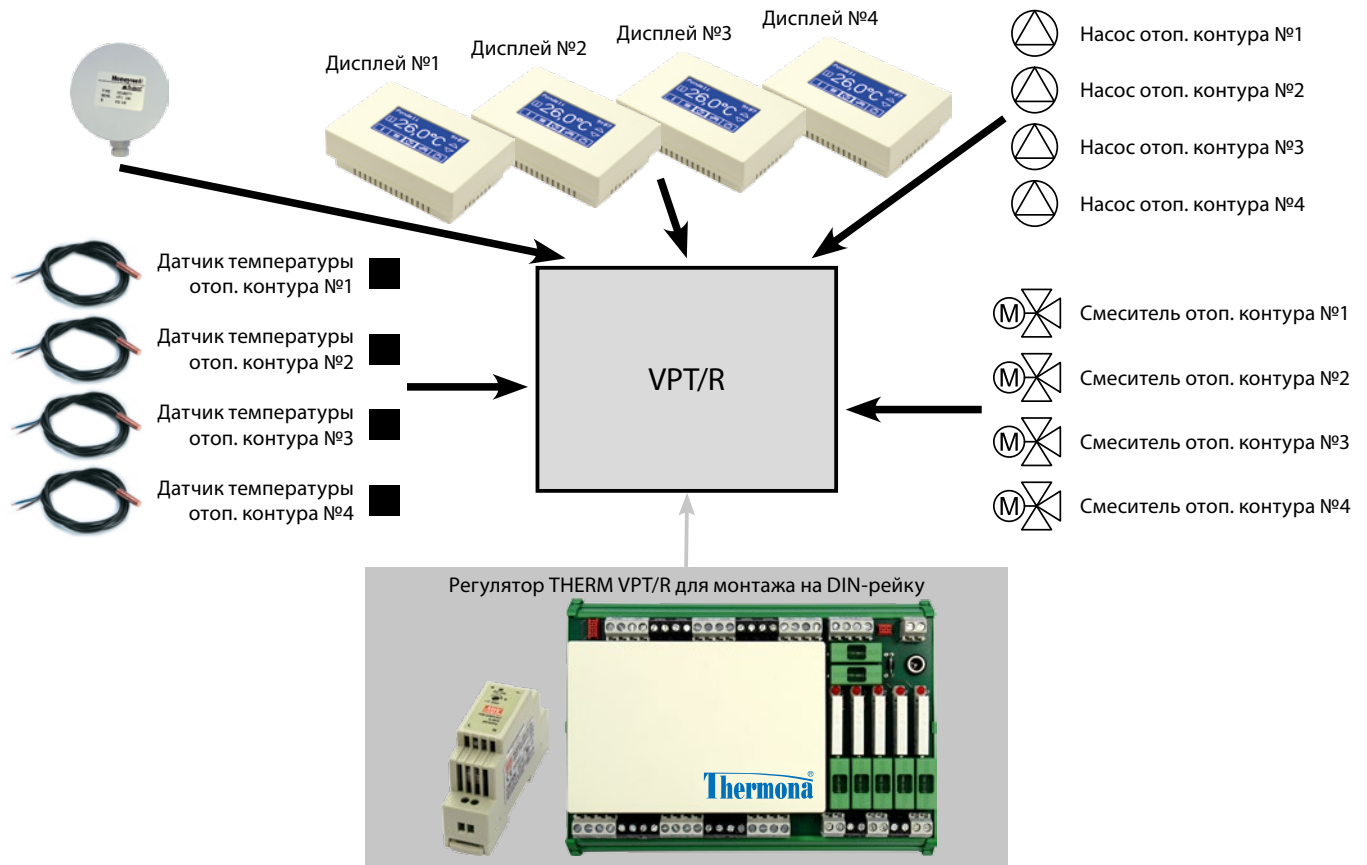 Дисплей №1
Дисплей №2
Дисплей №3
Дисплей №4
Honeywell
26.0°C
26.0°C
26.0°C
26.0°C
Насос отоп. контура №1
Насос отоп. контура №2
Насос отоп. контура №3
Насос отоп. контура №4
Датчик температуры
отоп. контура №1
Датчик температуры
отоп. контура №2
Датчик температуры
отоп. контура №3
Датчик температуры
отоп. контура №4
VPT/R
M
Смеситель отоп. контура №1
M
Смеситель отоп. контура №2
M
Смеситель отоп. контура №3
M
Смеситель отоп. контура №4
Регулятор THERM VPT/R для монтажа на DIN-рейку
Thermona®